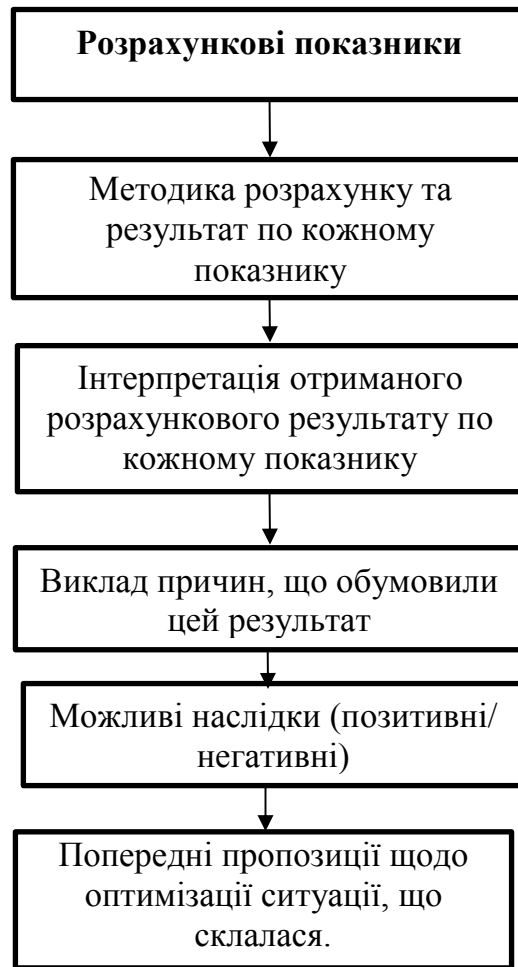 Розрахункові показники
Методика розрахунку та
результат по кожному
показнику
Інтерпретація отриманого
розрахункового результату по
кожному показнику
Виклад причин, що обумовили
цей результат
Можливі наслідки (позитивні/
негативні)
Попередні пропозиції щодо
оптимізації ситуації, що
склалася.